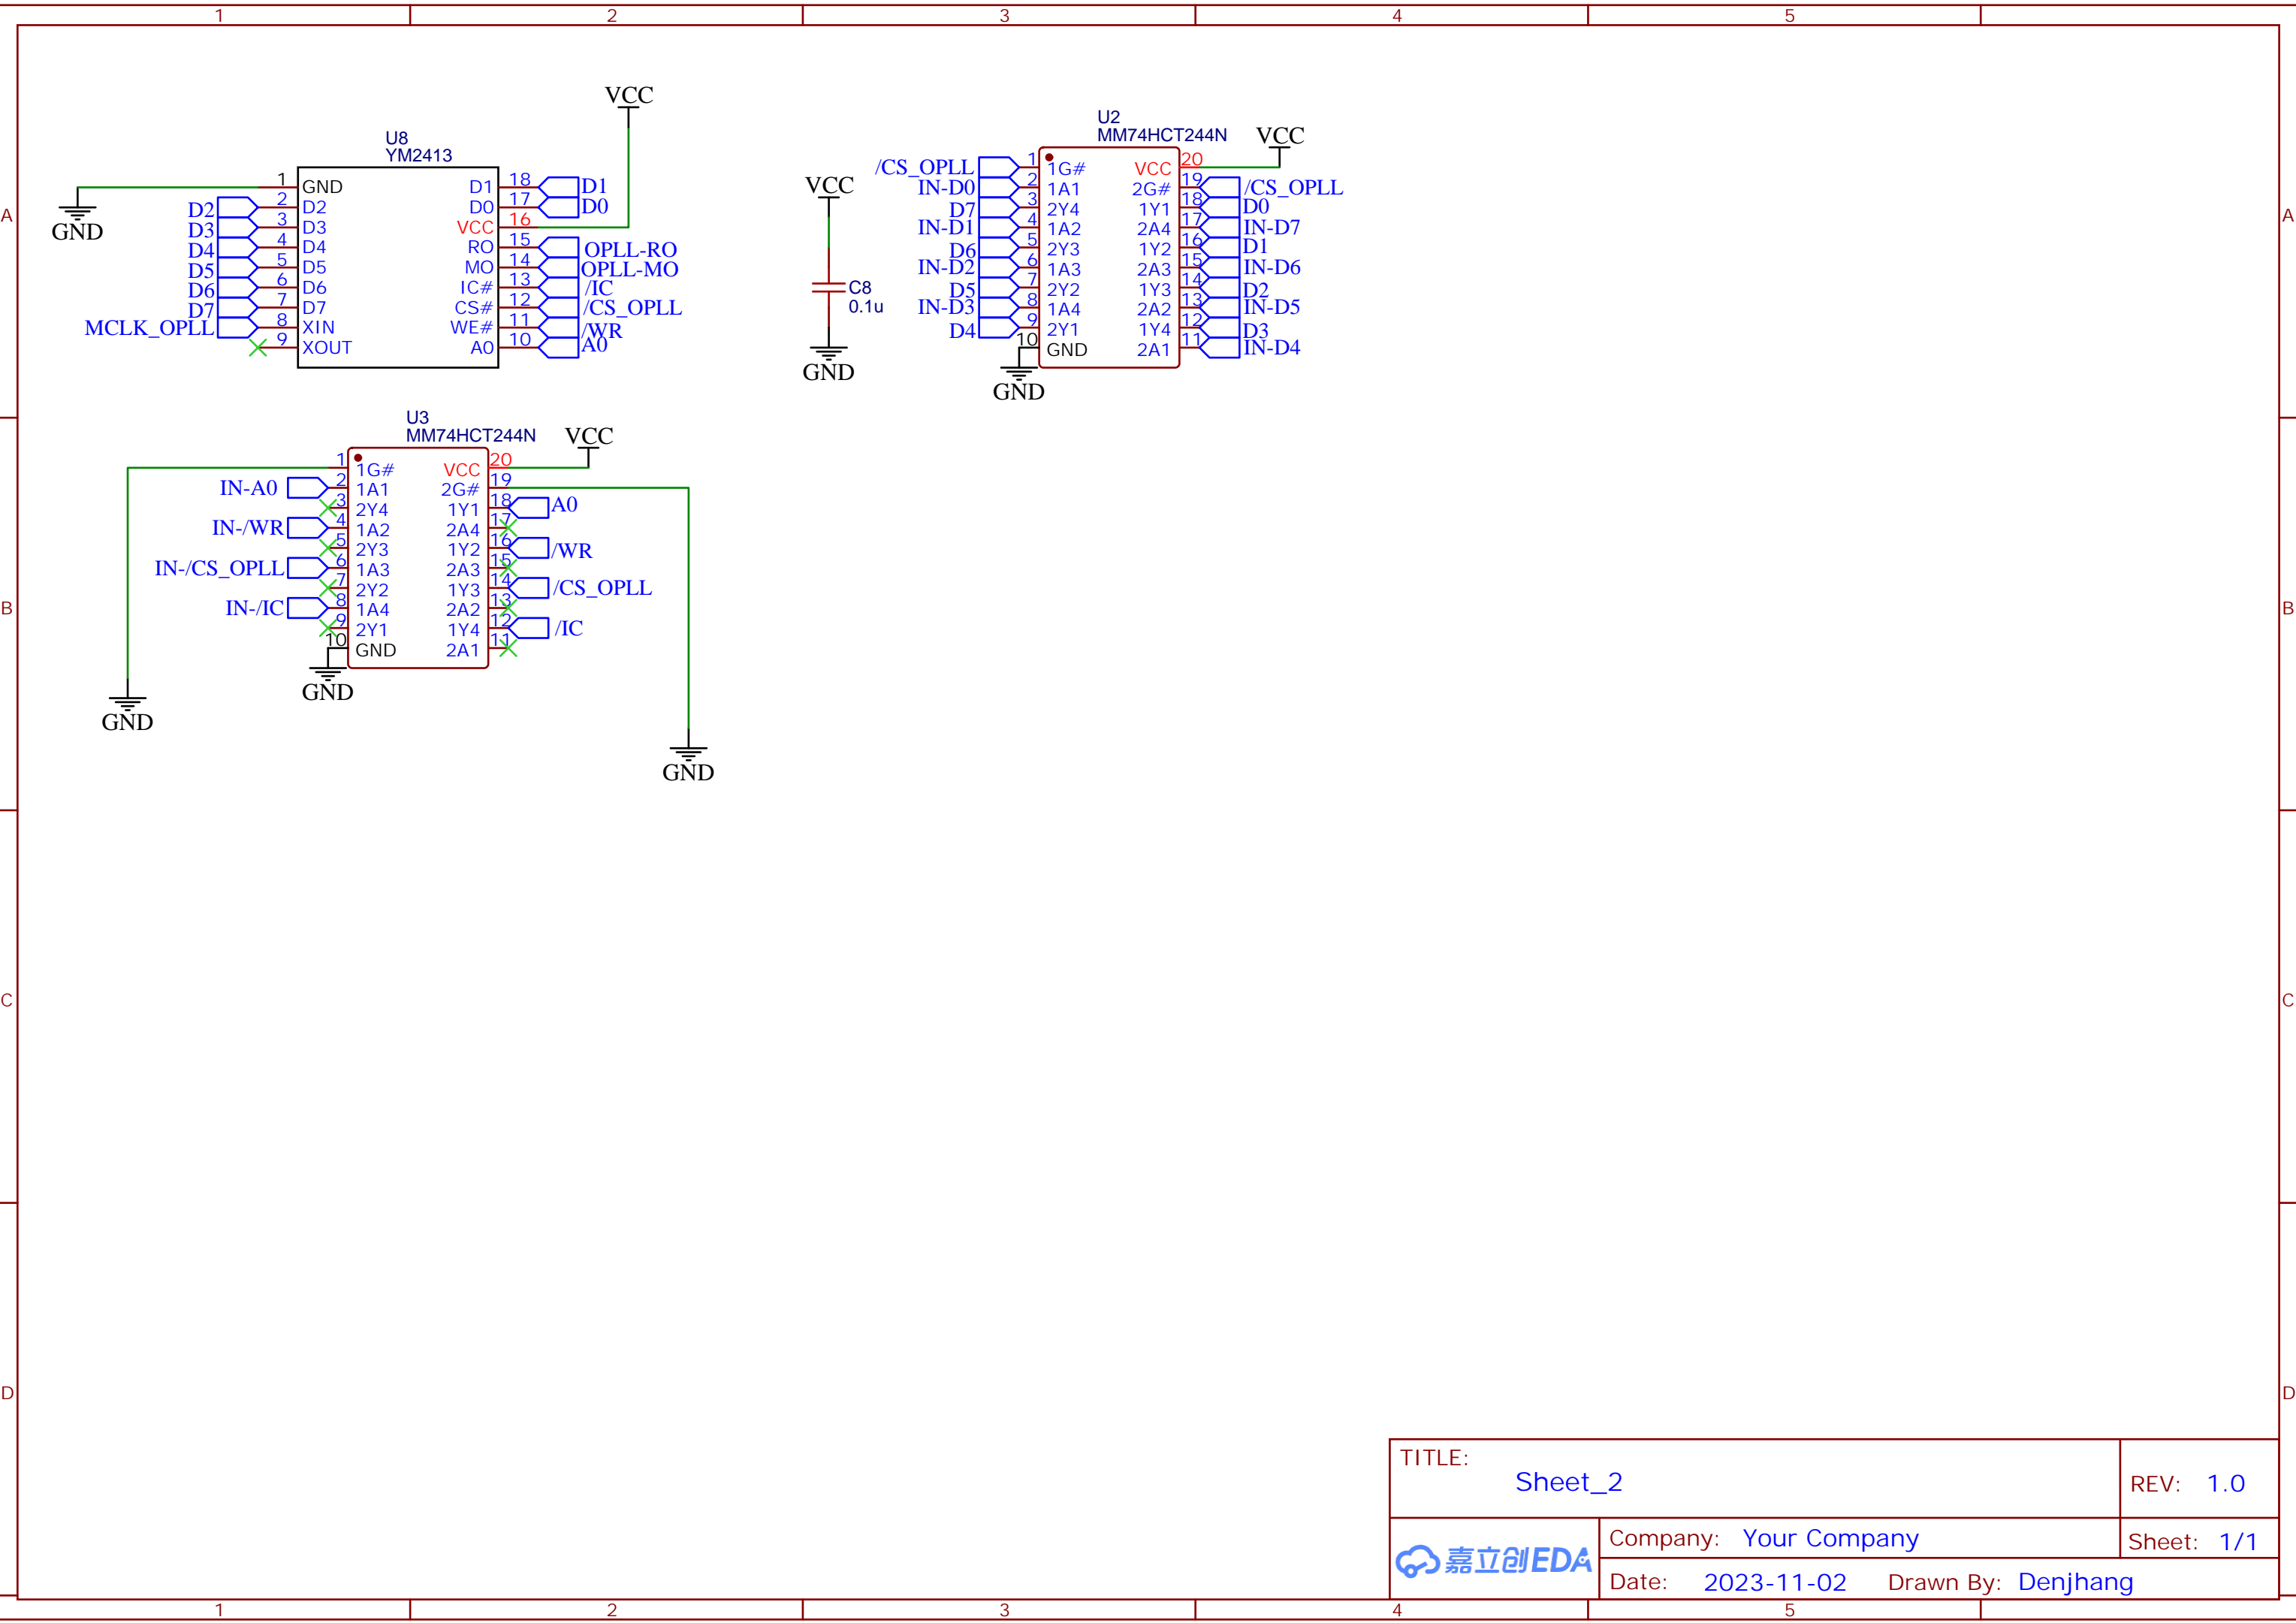 1 2 3 4 5
A A
B B
C C
D D
1 2 3 4 5
VCC
U8
YM2413
GND
1 GND D1 18 D1
D2 2 D2 D0 17 D0
D3 3 D3 VCC 16
D4 4 D4 RO 15 OPLL-RO
D5 5 D5 MO 14 OPLL-MO
D6 6 D6 IC# 13 /IC
D7 7 D7 CS# 12 /CS_OPLL
MCLK_OPLL 8 XIN WE# 11 /WR
9 XOUT A0 10 A0
VCC
C8
0.1u
GND
U2
MM74HCT244N
VCC
/CS_OPLL 1 1G# VCC 20
IN-D0 2 1A1 2G# 19 /CS_OPLL
D7 3 2Y4 1Y1 18 D0
IN-D1 4 1A2 2A4 17 IN-D7
D6 5 2Y3 1Y2 16 D1
IN-D2 6 1A3 2A3 15 IN-D6
D5 7 2Y2 1Y3 14 D2
IN-D3 8 1A4 2A2 13 IN-D5
D4 9 2Y1 1Y4 12 D3
10 GND 2A1 11 IN-D4
GND
U3
MM74HCT244N
VCC
1 1G# VCC 20
IN-A0 2 1A1 2G# 19
3 2Y4 1Y1 18 A0
IN-/WR 4 1A2 2A4 17
5 2Y3 1Y2 16 /WR
IN-/CS_OPLL 6 1A3 2A3 15
7 2Y2 1Y3 14 /CS_OPLL
IN-/IC 8 1A4 2A2 13
9 2Y1 1Y4 12 /IC
10 GND 2A1 11
GND
GND
GND
TITLE:
Sheet_2
REV: 1.0
嘉立创EDA
Company: Your Company
Sheet: 1/1
Date: 2023-11-02 Drawn By: Denjhang